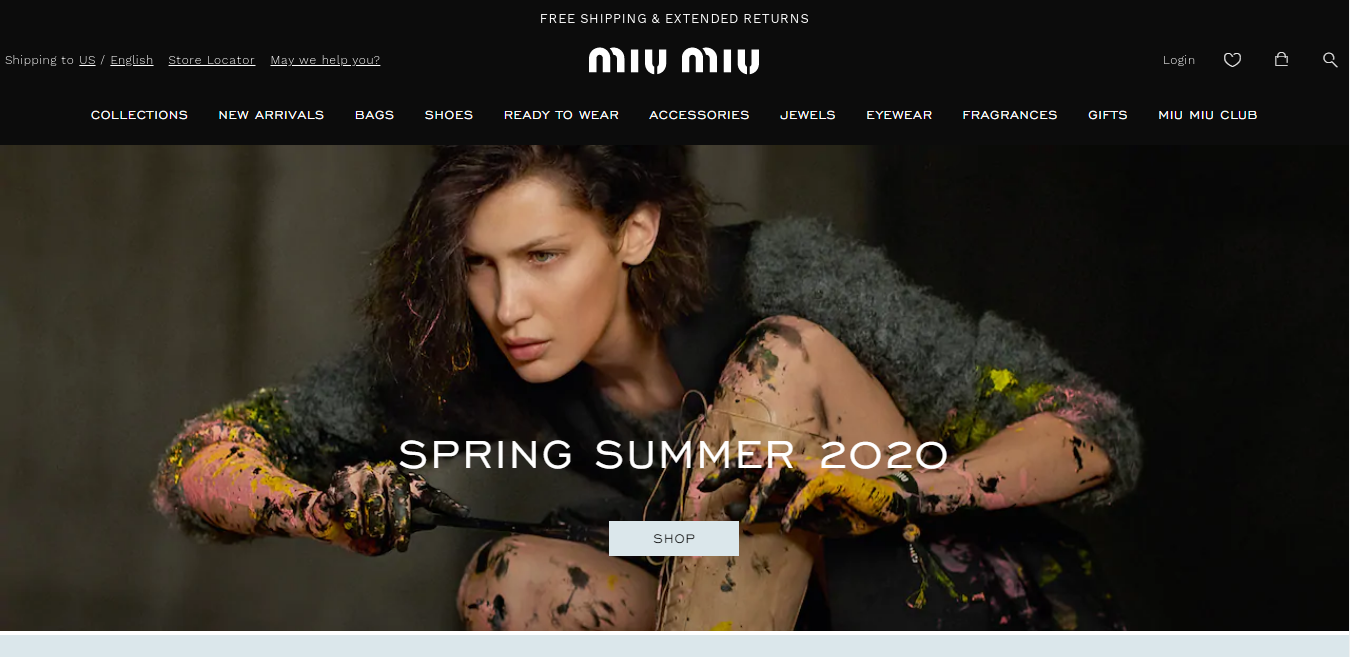 FREE SHIPPING & EXTENDED RETURNS
Shipping to US / English Store Locator May we help you? miu miu Login
COLLECTIONS NEW ARRIVALS BAGS SHOES READY TO WEAR ACCESSORIES JEWELS EYEWEAR FRAGRANCES GIFTS MIU MIU CLUB
SPRING SUMMER 2020
SHOP